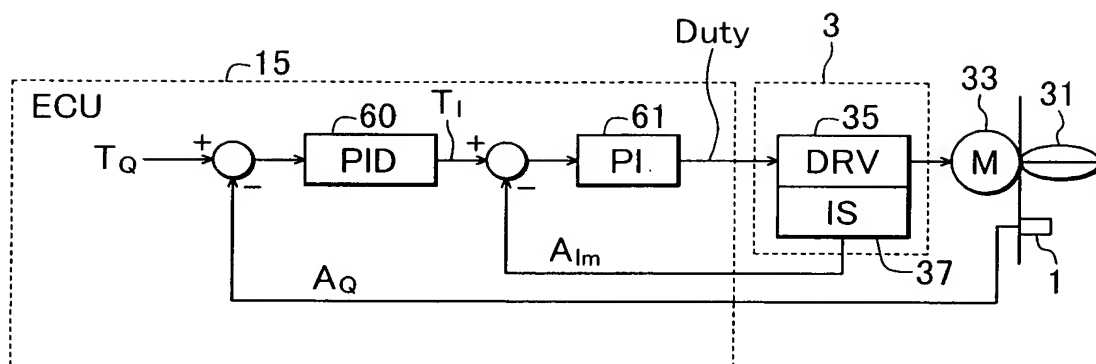 Duty
3
15
33
31
ECU
60
T_I
61
35
T_Q
+
−
PID
+
−
PI
DRV
M
IS
A_Im
37
1
A_Q